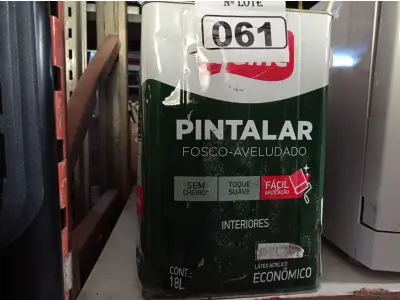 Nº LOTE
061
PINTALAR
FOSCO-AVELUDADO
SEM CHEIRO*
TOQUE SUAVE
FÁCIL APLICAÇÃO
INTERIORES
LÁTEX ACRÍLICO
ECONÔMICO
CONT.:
18L